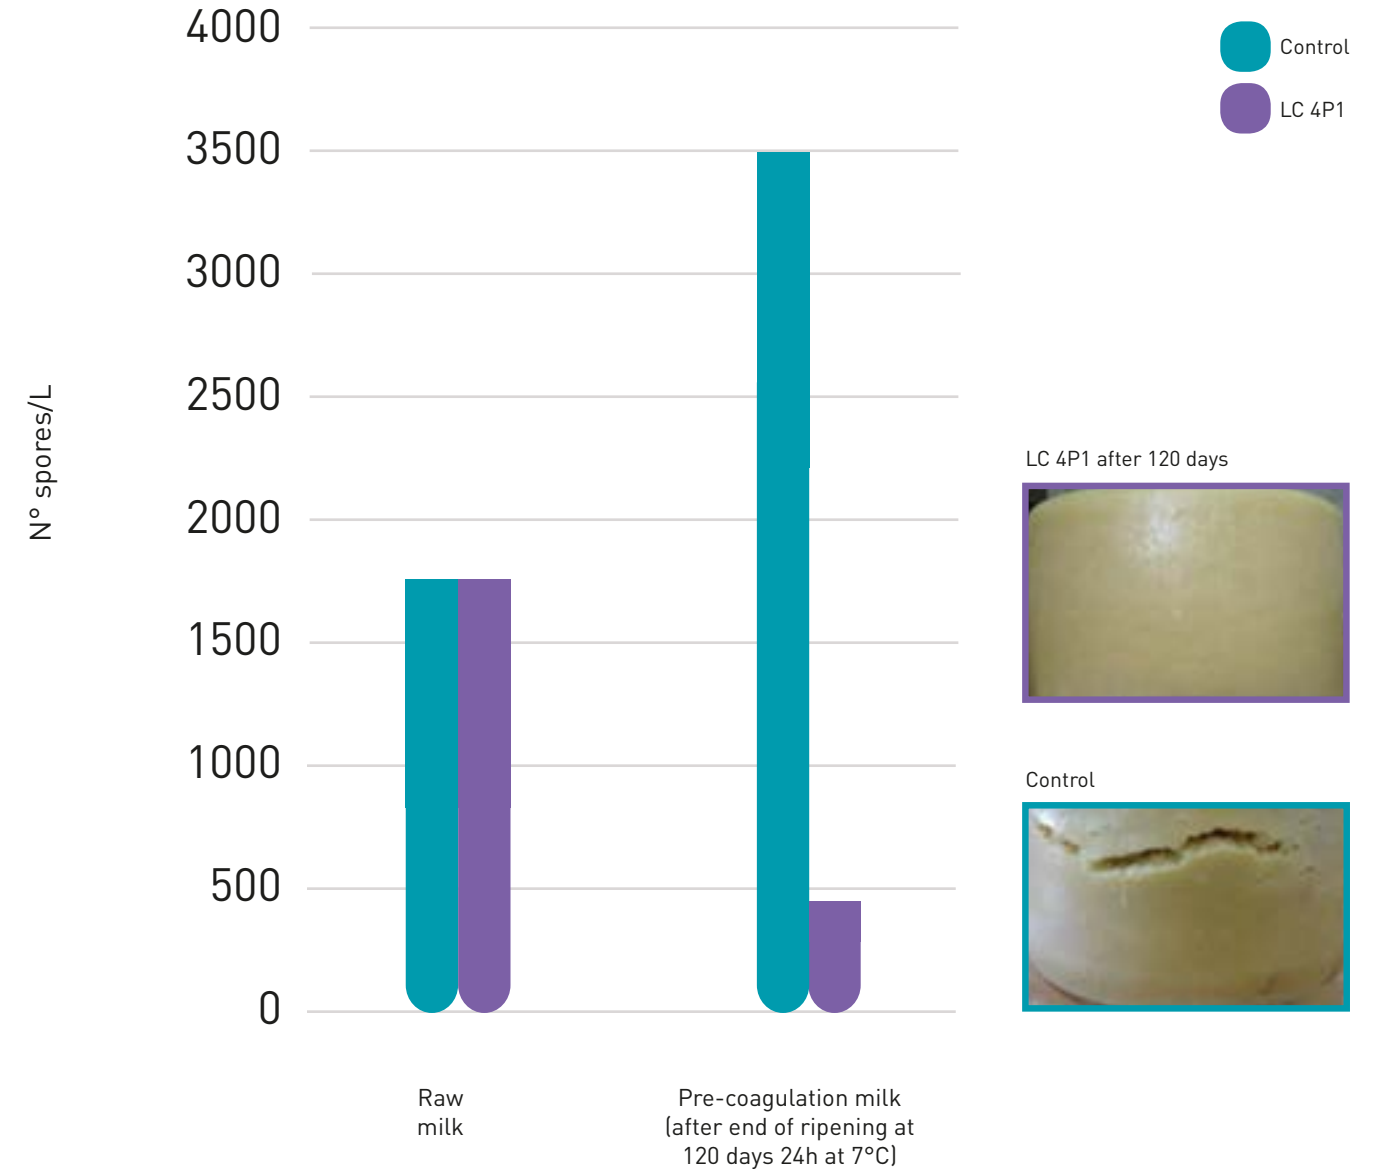 4000
3500
3000
2500
2000
1500
1000
500
0
N° spores/L
Raw
milk
Pre-coagulation milk
(after end of ripening at
120 days 24h at 7°C)
Control
LC 4P1
LC 4P1 after 120 days
Control